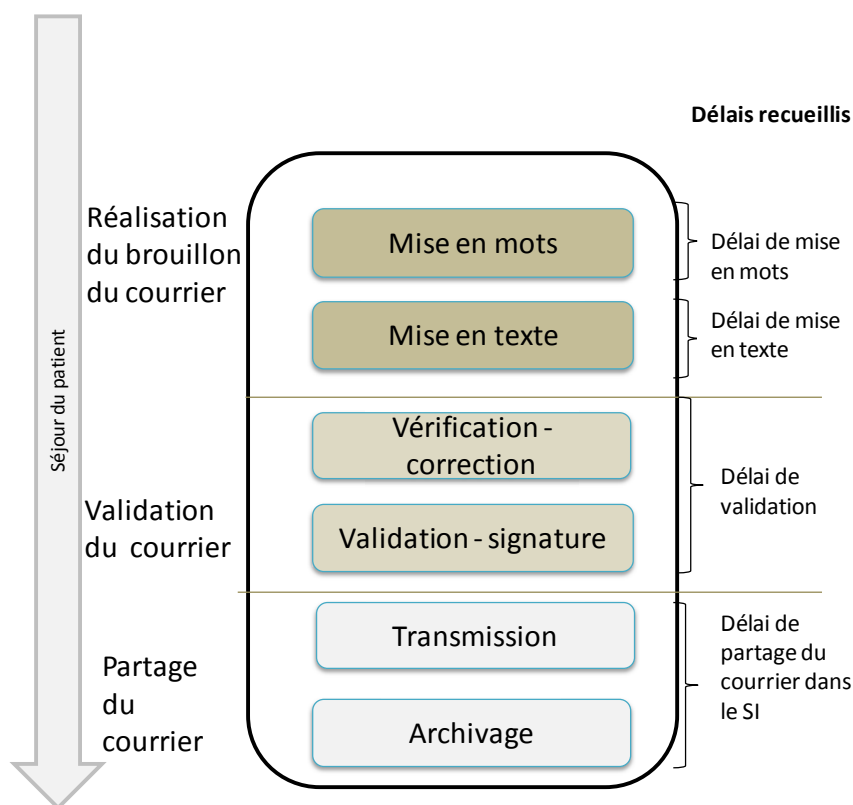 Délais recueillis
Séjour du patient
Réalisation
du brouillon
du courrier
Mise en mots
Délai de mise
en mots
Mise en texte
Délai de mise
en texte
Validation
du courrier
Vérification -
correction
Validation - signature
Délai de
validation
Partage
du
courrier
Transmission
Archivage
Délai de
partage du
courrier dans
le SI